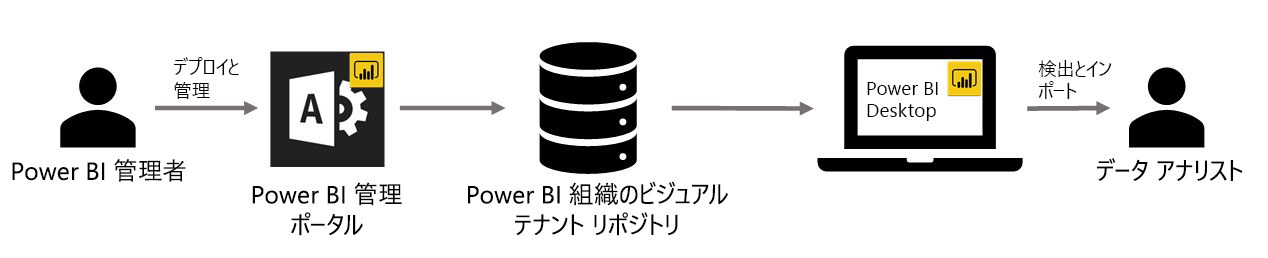 デプロイと
管理
Power BI 管理者
A
Power BI 管理
ポータル
Power BI 組織のビジュアル
テナント リポジトリ
Power BI
Desktop
検出とイン
ポート
データ アナリスト